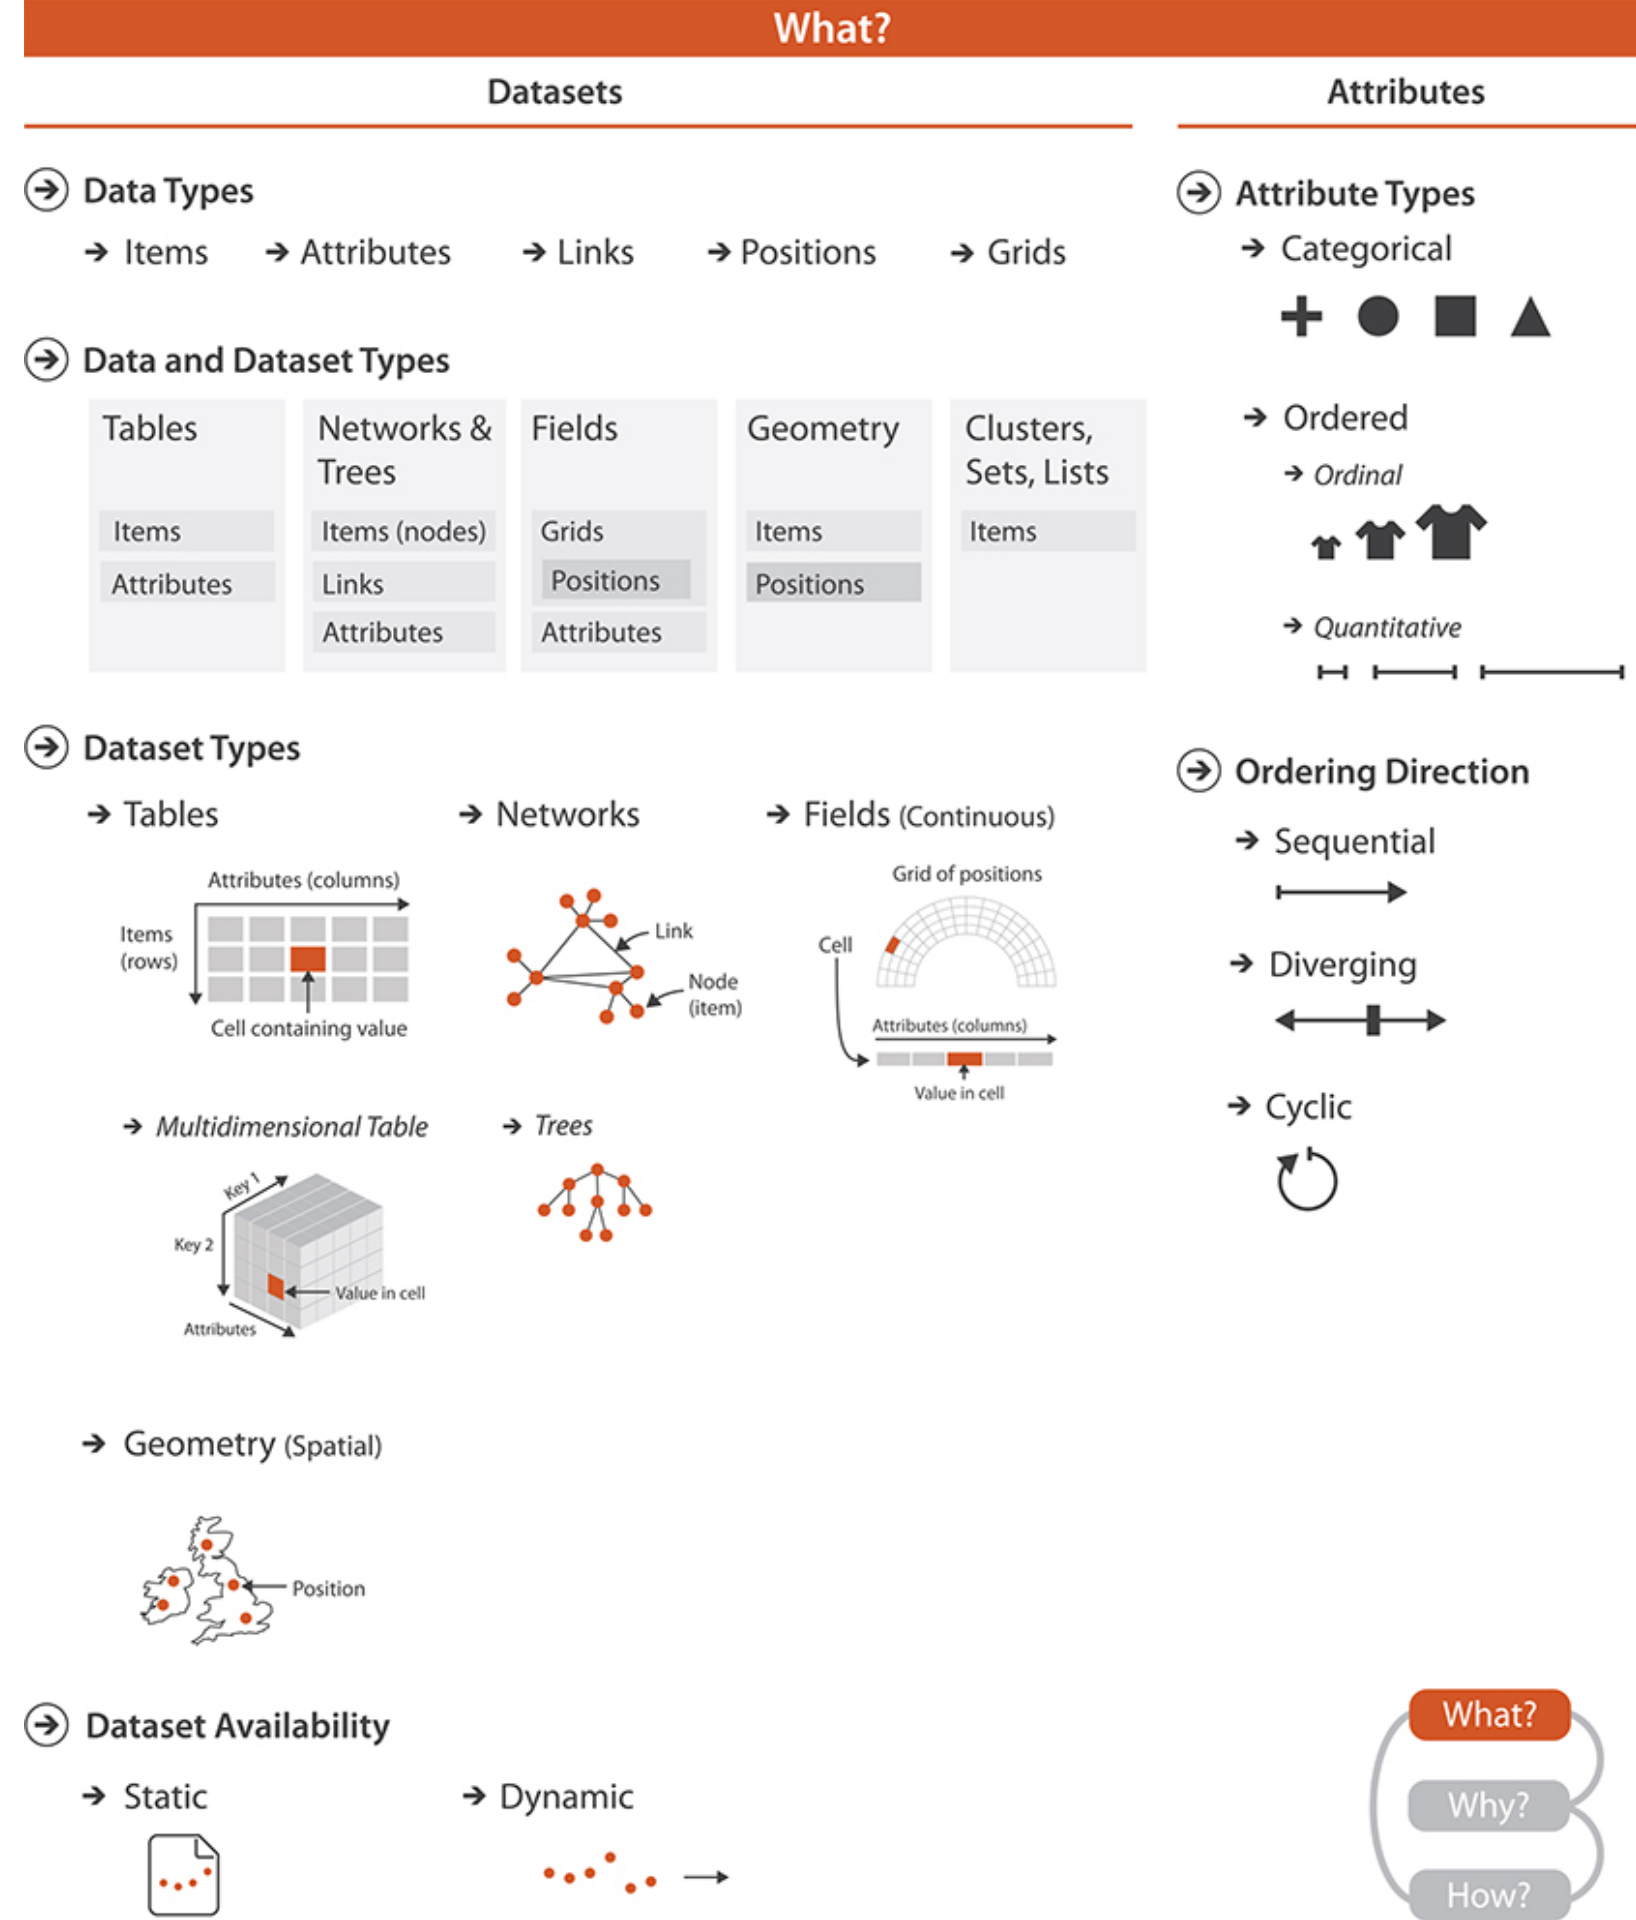 What?
Datasets
Attributes
Data Types
Items
Attributes
Links
Positions
Grids
Data and Dataset Types
Tables
Items
Attributes
Networks &
Trees
Items (nodes)
Links
Attributes
Fields
Grids
Positions
Attributes
Geometry
Items
Positions
Clusters,
Sets, Lists
Items
Dataset Types
Tables
Attributes (columns)
Items
(rows)
Cell containing value
Networks
Link
Node
(item)
Fields (Continuous)
Grid of positions
Cell
Attributes (columns)
Value in cell
Multidimensional Table
Key 1
Key 2
Value in cell
Attributes
Trees
Geometry (Spatial)
Position
Dataset Availability
Static
Dynamic
Attribute Types
Categorical
Ordered
Ordinal
Quantitative
Ordering Direction
Sequential
Diverging
Cyclic
What?
Why?
How?